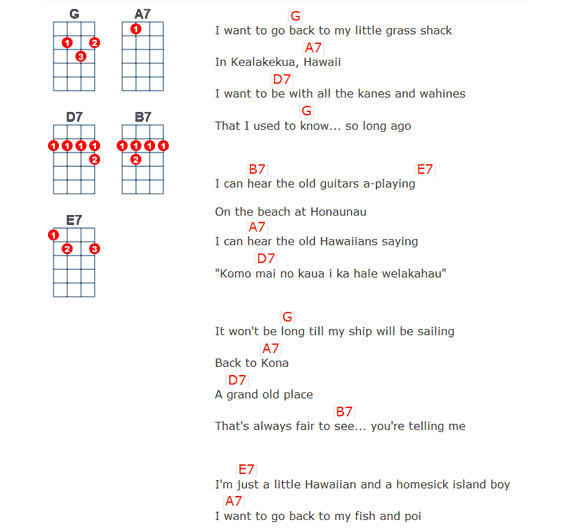 G A7
1
1 2
3
D7 B7
1 1 1 1 1 1 1 1
2 2
E7
1
2 3
G
I want to go back to my little grass shack
A7
In Kealakekua, Hawaii
D7
I want to be with all the kanes and wahines
G
That I used to know... so long ago
B7 E7
I can hear the old guitars a-playing
On the beach at Honaunau
A7
I can hear the old Hawaiians saying
D7
"Komo mai no kaua i ka hale welakahau"
G
It won't be long till my ship will be sailing
A7
Back to Kona
D7
A grand old place
B7
That's always fair to see... you're telling me
E7
I'm just a little Hawaiian and a homesick island boy
A7
I want to go back to my fish and poi